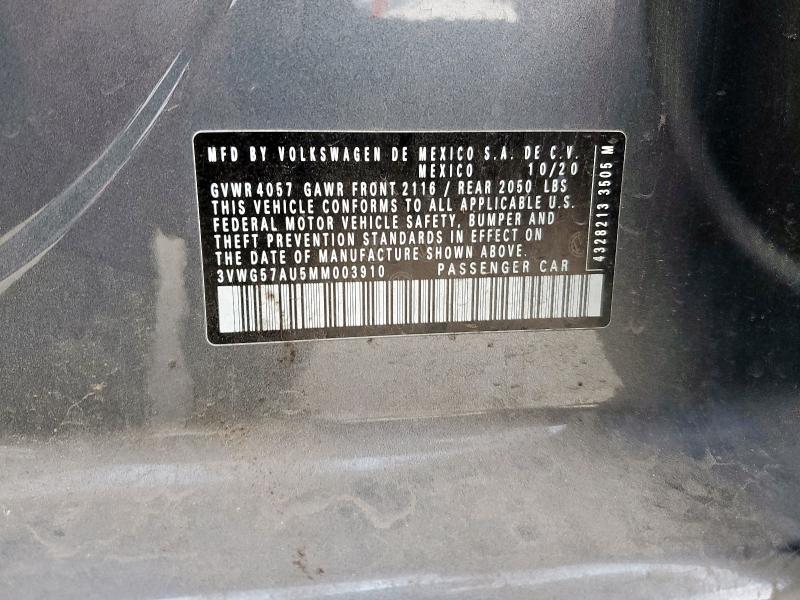 MFD BY VOLKSWAGEN DE MEXICO S.A. DE C.V.
MEXICO 10/20
GVWR 4057 GAWR FRONT 2116 / REAR 2050 LBS
THIS VEHICLE CONFORMS TO ALL APPLICABLE U.S.
FEDERAL MOTOR VEHICLE SAFETY, BUMPER AND
THEFT PREVENTION STANDARDS IN EFFECT ON
THE DATE OF MANUFACTURE SHOWN ABOVE.
3VWG57AU5MM003910 PASSENGER CAR
4328213 3505 M